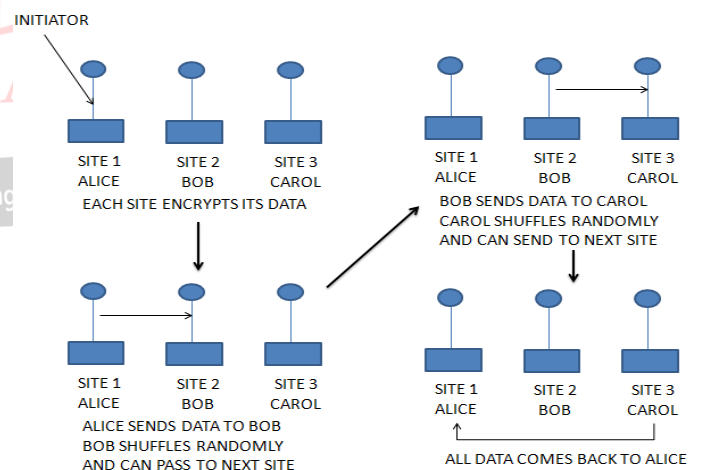 INITIATOR
SITE 1 SITE 2 SITE 3
ALICE BOB CAROL
EACH SITE ENCRYPTS ITS DATA
SITE 1 SITE 2 SITE 3
ALICE BOB CAROL
ALICE SENDS DATA TO BOB
BOB SHUFFLES RANDOMLY
AND CAN PASS TO NEXT SITE
SITE 1 SITE 2 SITE 3
ALICE BOB CAROL
BOB SENDS DATA TO CAROL
CAROL SHUFFLES RANDOMLY
AND CAN SEND TO NEXT SITE
SITE 1 SITE 2 SITE 3
ALICE BOB CAROL
ALL DATA COMES BACK TO ALICE